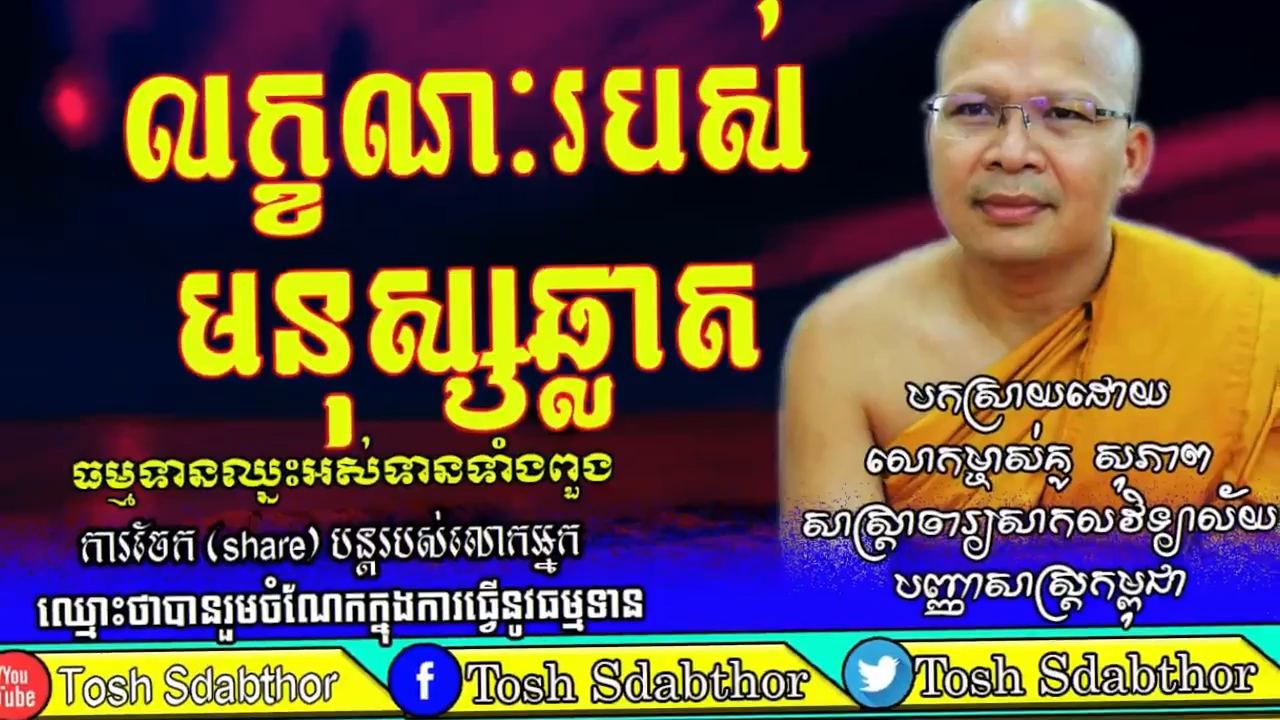 លក្ខណៈរបស់
មនុស្សឆ្លាត
ធម្មទានឈ្នះអស់ទានទាំងពួង
ការចែក (share) បន្តរបស់លោកអ្នក
ឈ្មោះថាបានរួមចំណែកក្នុងការធ្វើនូវធម្មទាន
បកស្រាយដោយ
លោកម្ចាស់គ្រូ សុភាព
សាស្ត្រាចារ្យសាកលវិទ្យាល័យ
បញ្ញាសាស្ត្រកម្ពុជា
You Tube Tosh Sdabthor
f Tosh Sdabthor
Tosh Sdabthor